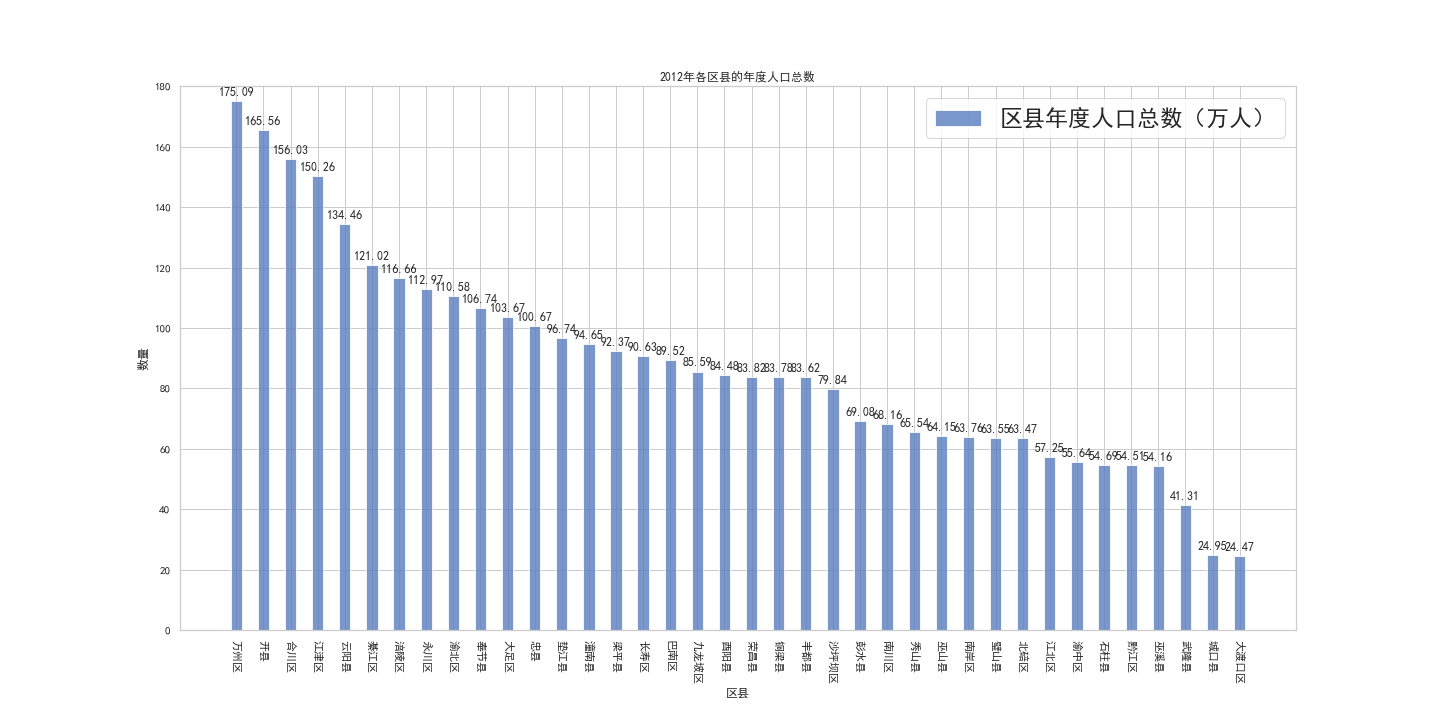 2012年各区县的年度人口总数
区县年度人口总数（万人）
数量
180
160
140
120
100
80
60
40
20
0
175.09
165.56
156.03
150.26
134.46
121.02
116.66
112.97
110.58
106.74
103.67
100.67
96.74
94.65
92.37
90.63
89.52
85.59
84.48
83.82
83.78
83.62
79.84
69.08
68.16
65.54
64.15
63.76
63.55
63.47
57.25
55.64
54.69
54.51
54.16
41.31
24.95
24.47
万州区
开县
合川区
江津区
云阳县
綦江区
涪陵区
永川区
渝北区
奉节县
大足区
忠县
垫江县
潼南县
梁平县
长寿区
巴南区
九龙坡区
酉阳县
荣昌县
铜梁县
丰都县
沙坪坝区
彭水县
南川区
秀山县
巫山县
南岸区
璧山县
北碚区
江北区
渝中区
石柱县
黔江区
巫溪县
武隆县
城口县
大渡口区
区县